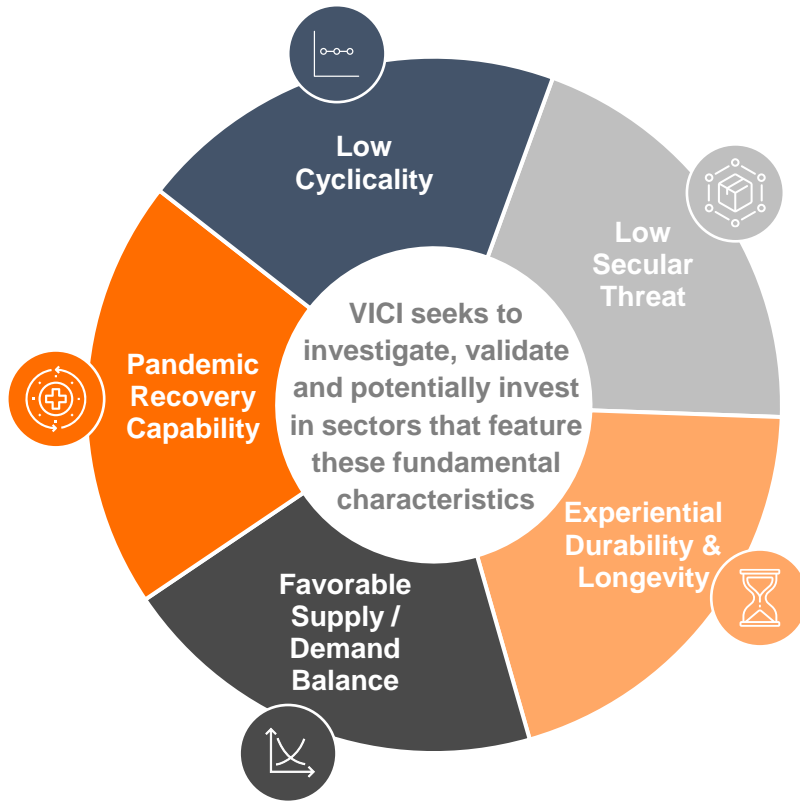 Low
Cyclicality
Low
Secular
Threat
Experiential
Durability &
Longevity
Favorable
Supply /
Demand
Balance
Pandemic
Recovery
Capability
VICI seeks to
investigate, validate
and potentially invest
in sectors that feature
these fundamental
characteristics